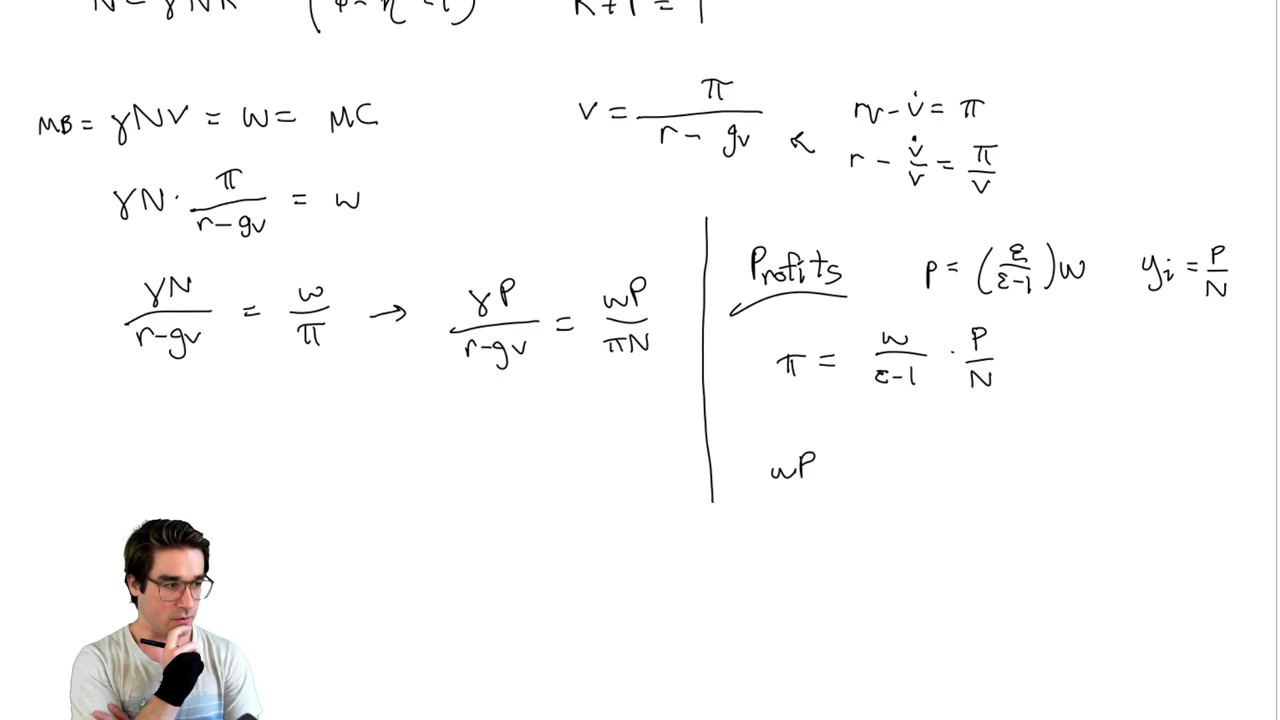 MB = γNV = w = MC
γN · π / (r - gv) = w
γN / (r - gv) = w / π → γP / (r - gv) = wP / πN
v = π / (r - gv)
rv - v̇ = π
r - v̇ / v = π / v
Profits p = (ε / (ε-1)) w yi = P / N
π = w / (ε-1) · P / N
wP